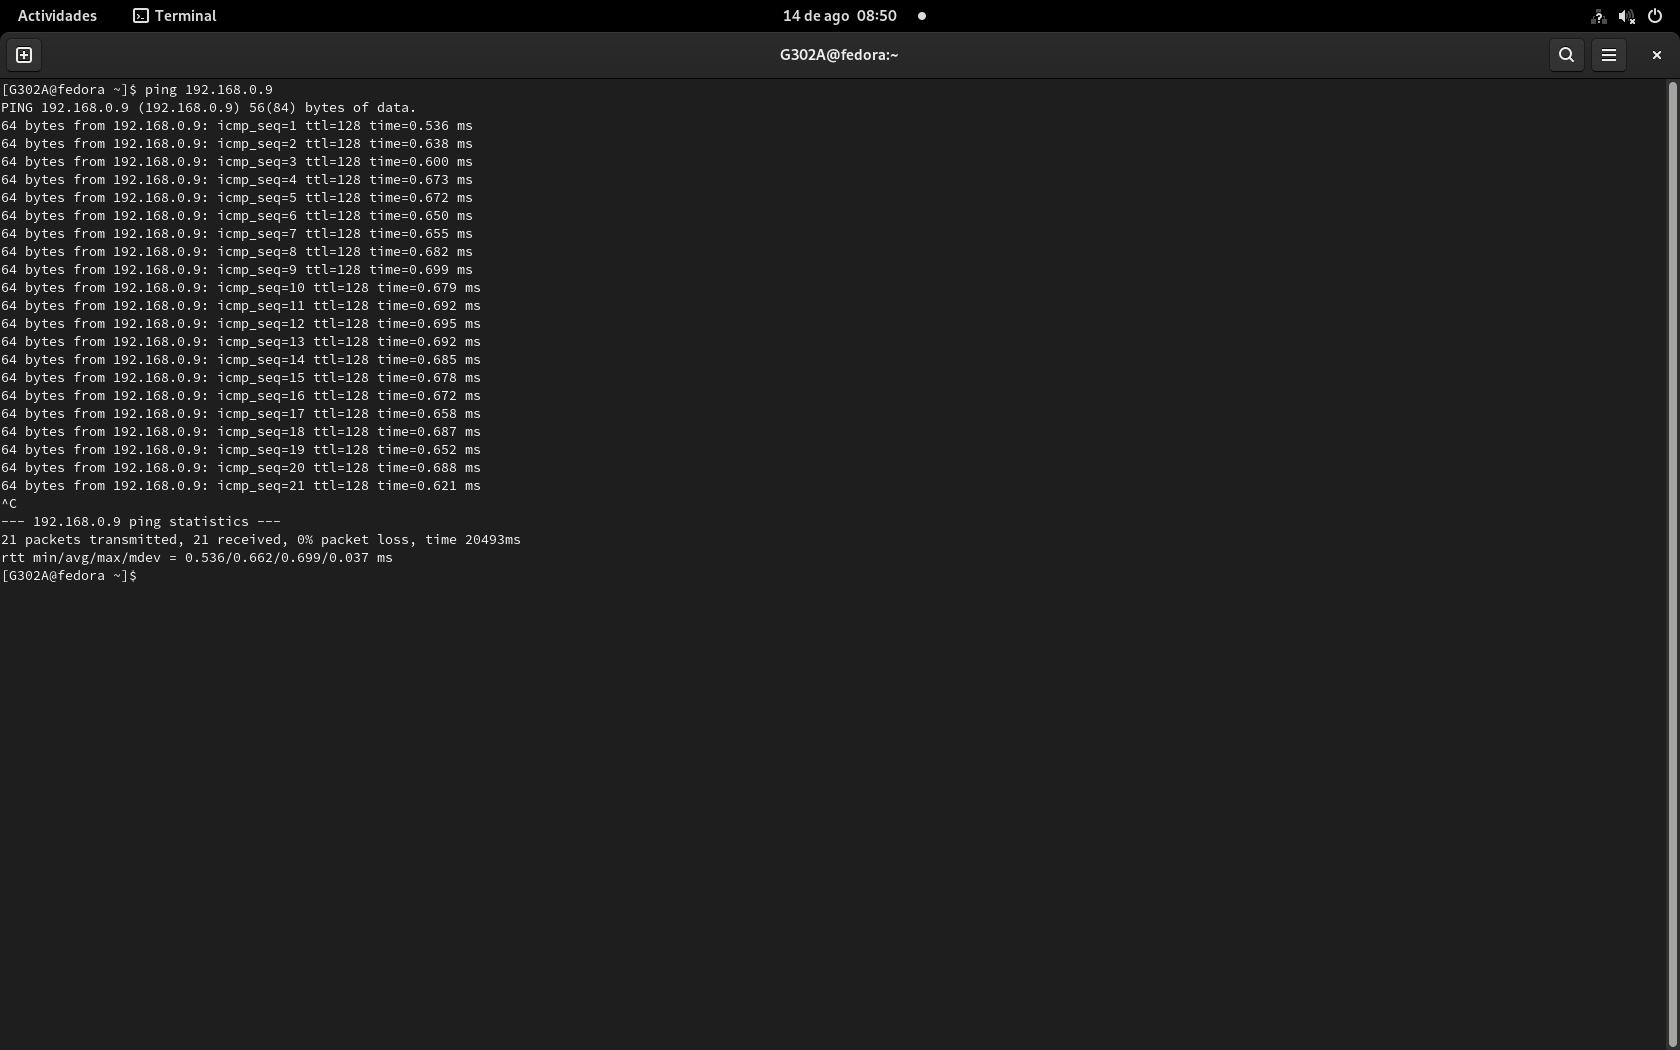 Actividades Terminal 14 de ago 08:50
G302A@fedora:~
[G302A@fedora ~]$ ping 192.168.0.9
PING 192.168.0.9 (192.168.0.9) 56(84) bytes of data.
64 bytes from 192.168.0.9: icmp_seq=1 ttl=128 time=0.536 ms
64 bytes from 192.168.0.9: icmp_seq=2 ttl=128 time=0.638 ms
64 bytes from 192.168.0.9: icmp_seq=3 ttl=128 time=0.600 ms
64 bytes from 192.168.0.9: icmp_seq=4 ttl=128 time=0.673 ms
64 bytes from 192.168.0.9: icmp_seq=5 ttl=128 time=0.672 ms
64 bytes from 192.168.0.9: icmp_seq=6 ttl=128 time=0.650 ms
64 bytes from 192.168.0.9: icmp_seq=7 ttl=128 time=0.655 ms
64 bytes from 192.168.0.9: icmp_seq=8 ttl=128 time=0.682 ms
64 bytes from 192.168.0.9: icmp_seq=9 ttl=128 time=0.699 ms
64 bytes from 192.168.0.9: icmp_seq=10 ttl=128 time=0.679 ms
64 bytes from 192.168.0.9: icmp_seq=11 ttl=128 time=0.692 ms
64 bytes from 192.168.0.9: icmp_seq=12 ttl=128 time=0.695 ms
64 bytes from 192.168.0.9: icmp_seq=13 ttl=128 time=0.692 ms
64 bytes from 192.168.0.9: icmp_seq=14 ttl=128 time=0.685 ms
64 bytes from 192.168.0.9: icmp_seq=15 ttl=128 time=0.678 ms
64 bytes from 192.168.0.9: icmp_seq=16 ttl=128 time=0.672 ms
64 bytes from 192.168.0.9: icmp_seq=17 ttl=128 time=0.658 ms
64 bytes from 192.168.0.9: icmp_seq=18 ttl=128 time=0.687 ms
64 bytes from 192.168.0.9: icmp_seq=19 ttl=128 time=0.652 ms
64 bytes from 192.168.0.9: icmp_seq=20 ttl=128 time=0.688 ms
64 bytes from 192.168.0.9: icmp_seq=21 ttl=128 time=0.621 ms
^C
--- 192.168.0.9 ping statistics ---
21 packets transmitted, 21 received, 0% packet loss, time 20493ms
rtt min/avg/max/mdev = 0.536/0.662/0.699/0.037 ms
[G302A@fedora ~]$